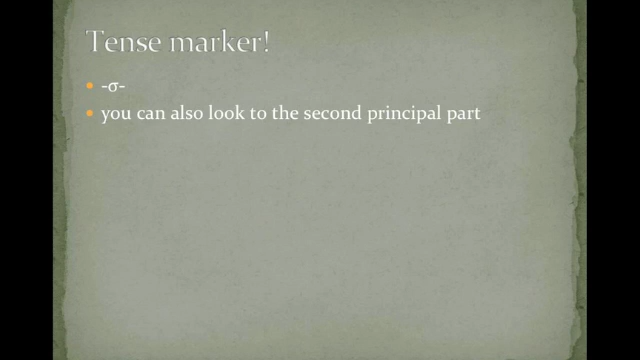 Tense marker!
-σ-
you can also look to the second principal part